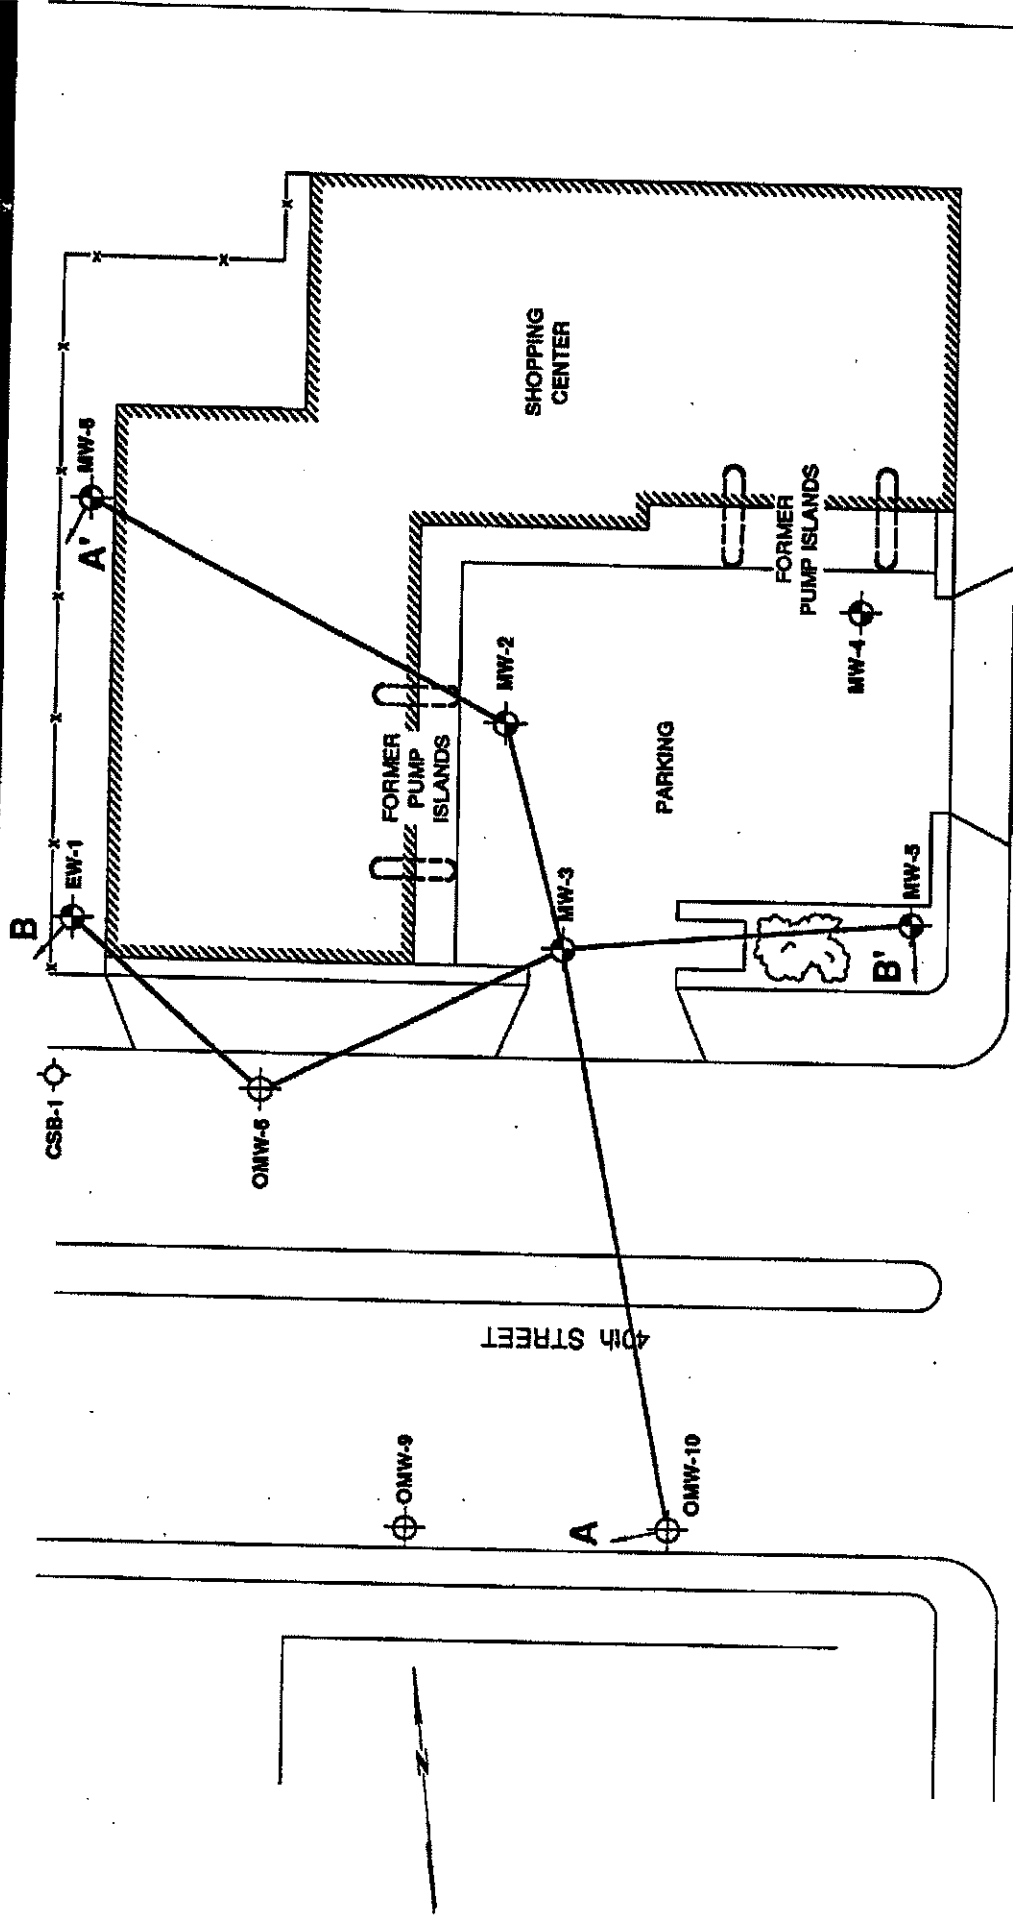 B
EW-1
MW-6
A'
CSB-1
OMW-6
FORMER
PUMP
ISLANDS
MW-2
SHOPPING
CENTER
MW-3
PARKING
FORMER
PUMP ISLANDS
MW-4
MW-5
B'
40th STREET
OMW-9
A
OMW-10
N